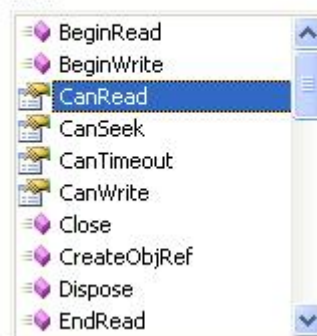 BeginRead
BeginWrite
CanRead
CanSeek
CanTimeout
CanWrite
Close
CreateObjRef
Dispose
EndRead